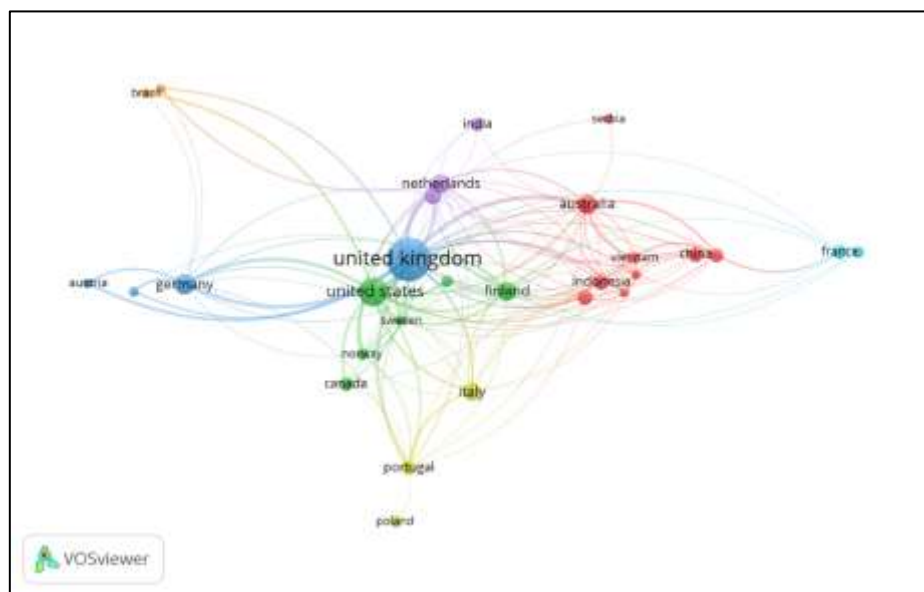 brazil
india
serbia
netherlands
australia
united kingdom
vietnam
china
france
austria
germany
united states
finland
indonesia
sweden
norway
canada
italy
portugal
poland
VOSviewer